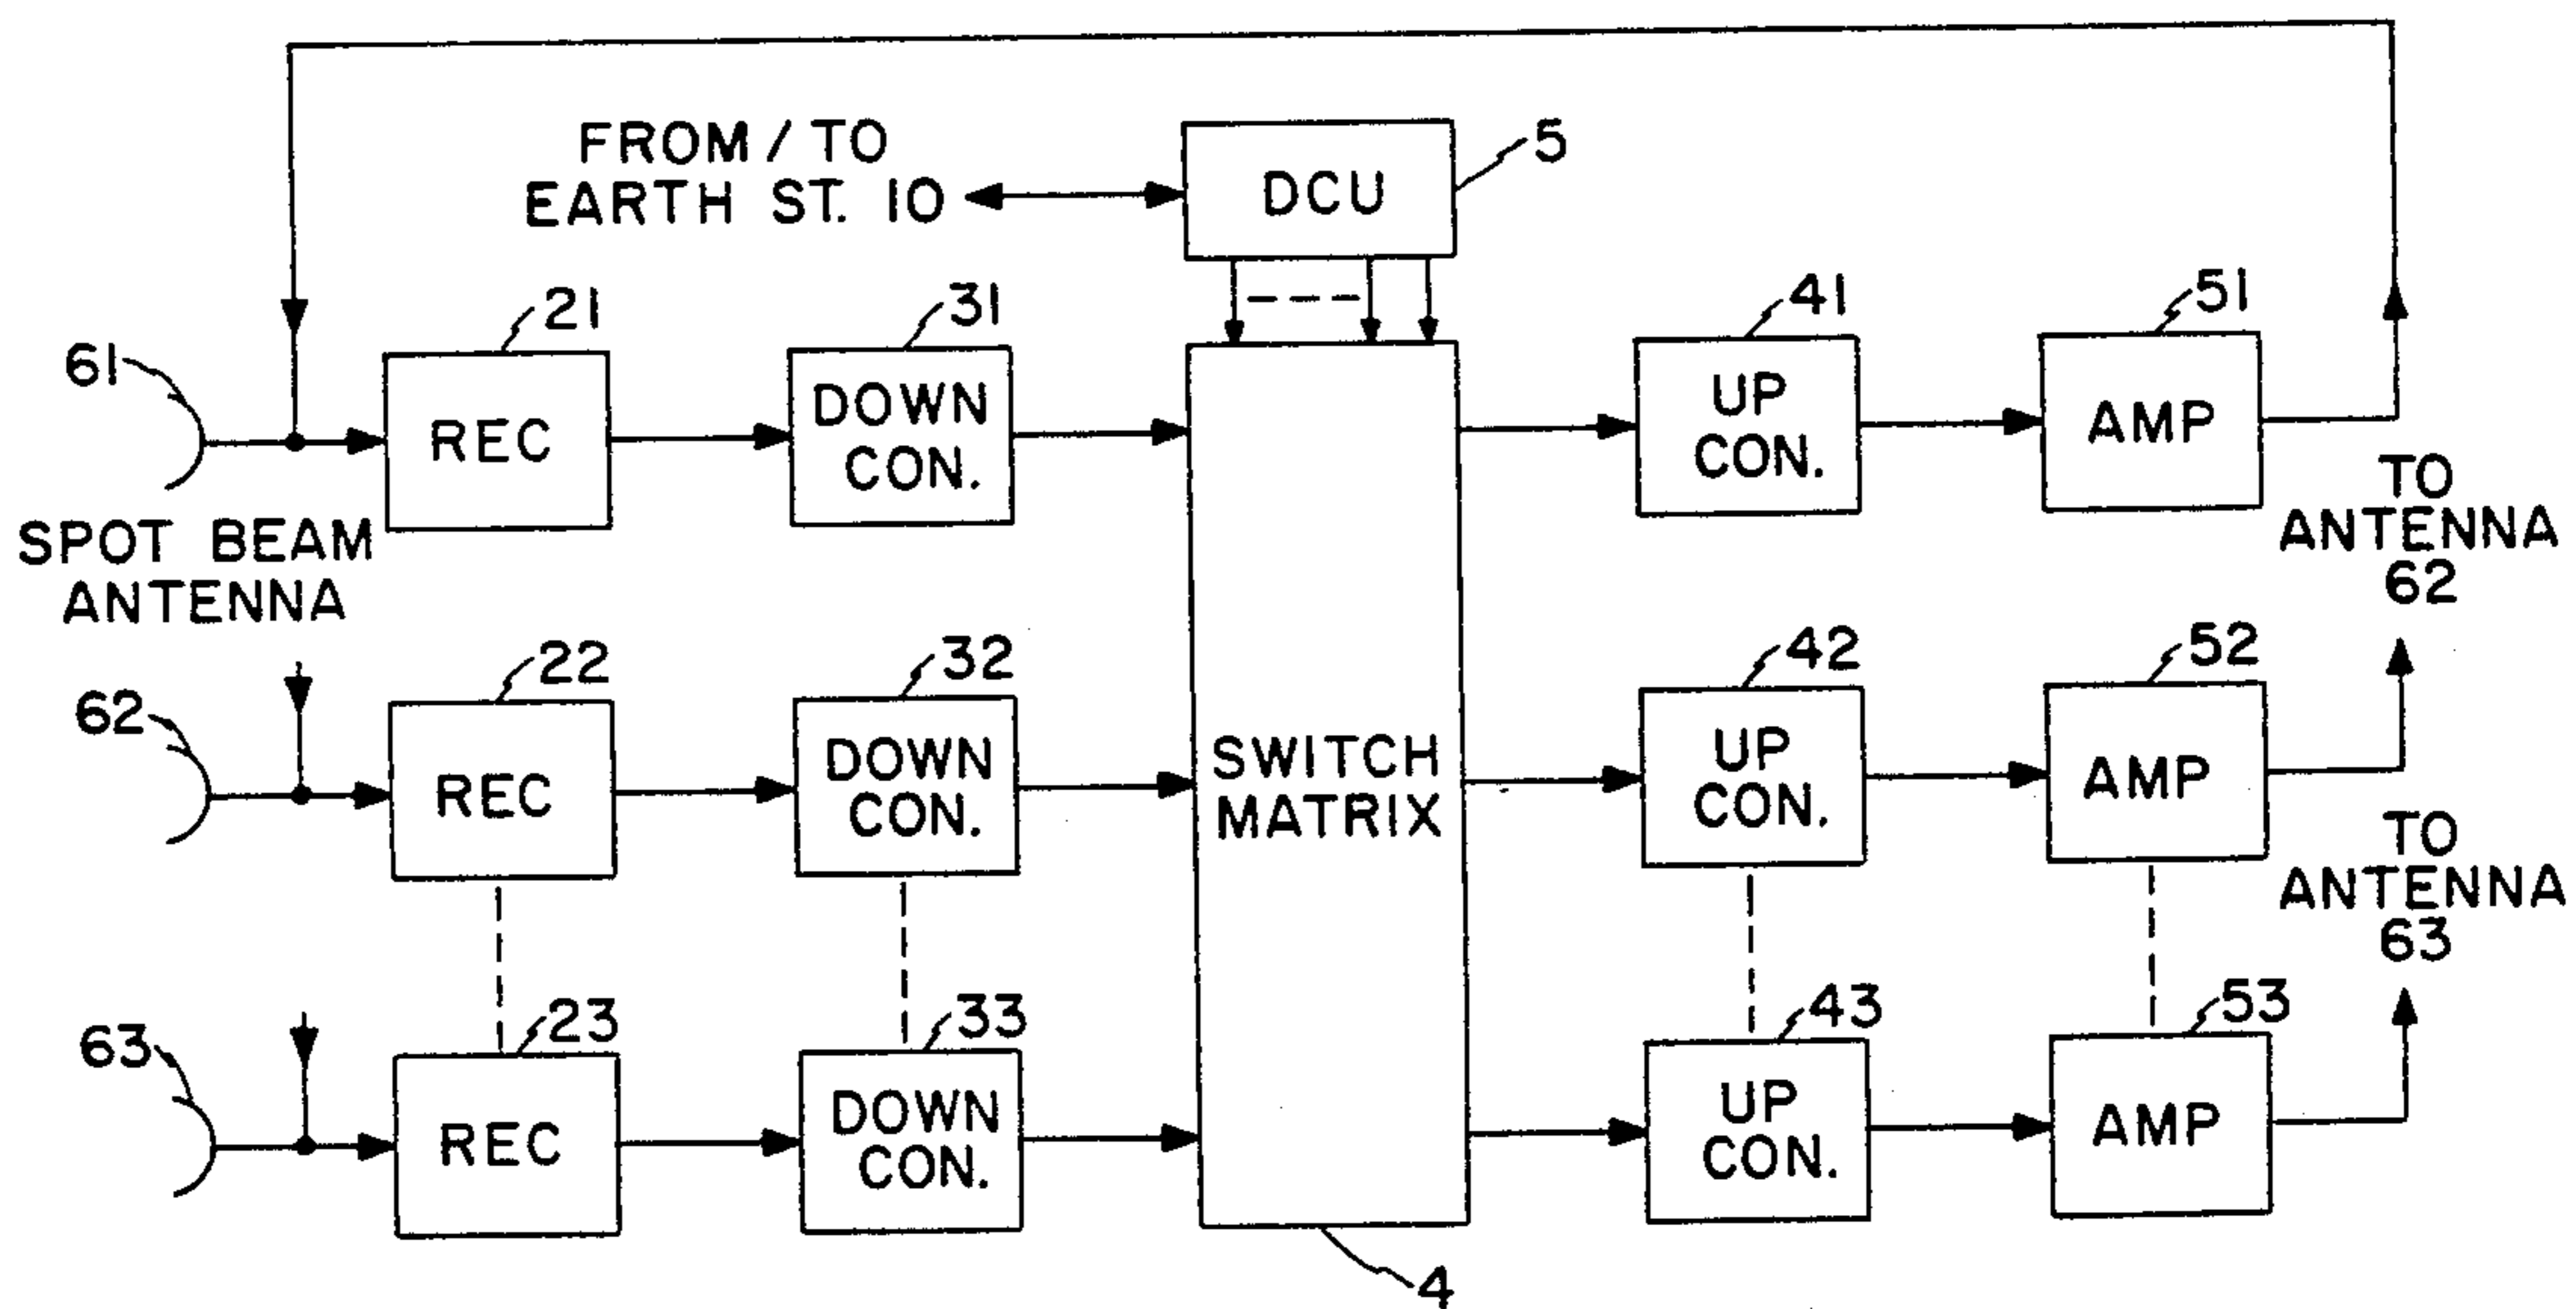 FROM / TO
EARTH ST. 10
DCU
5
61
21
REC
31
DOWN
CON.
41
UP
CON.
51
AMP
SPOT BEAM
ANTENNA
TO
ANTENNA
62
62
22
REC
32
DOWN
CON.
SWITCH
MATRIX
42
UP
CON.
52
AMP
TO
ANTENNA
63
63
23
REC
33
DOWN
CON.
43
UP
CON.
53
AMP
4